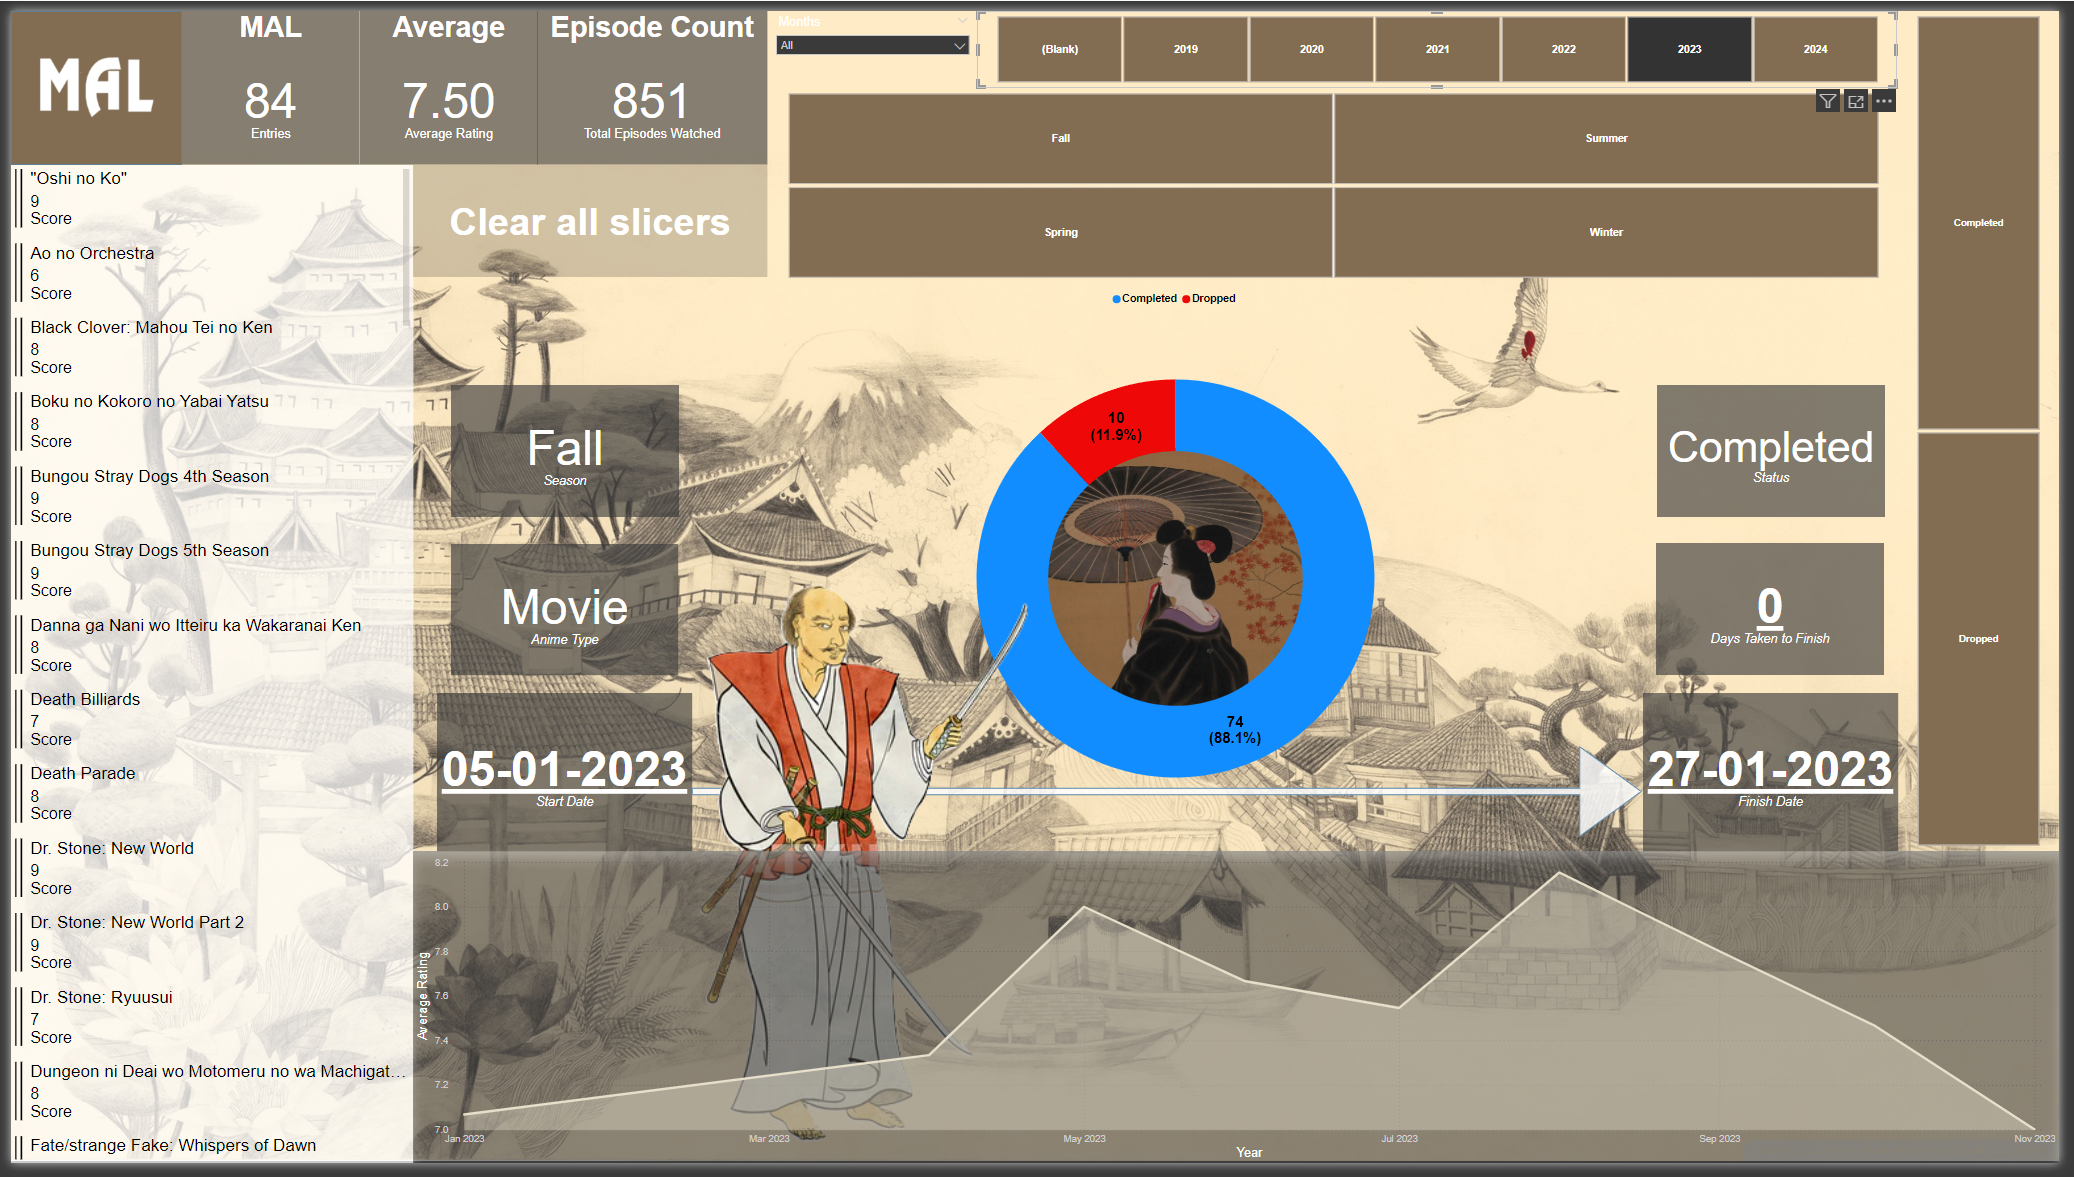 MAL
MAL
84
Entries
Average
7.50
Average Rating
Episode Count
851
Total Episodes Watched
Months
All
(Blank)
2019
2020
2021
2022
2023
2024
Fall
Summer
Spring
Winter
Completed
Dropped
Clear all slicers
"Oshi no Ko"
9
Score
Ao no Orchestra
6
Score
Black Clover: Mahou Tei no Ken
8
Score
Boku no Kokoro no Yabai Yatsu
8
Score
Bungou Stray Dogs 4th Season
9
Score
Bungou Stray Dogs 5th Season
9
Score
Danna ga Nani wo Itteiru ka Wakaranai Ken
8
Score
Death Billiards
7
Score
Death Parade
8
Score
Dr. Stone: New World
9
Score
Dr. Stone: New World Part 2
9
Score
Dr. Stone: Ryuusui
7
Score
Dungeon ni Deai wo Motomeru no wa Machigat…
8
Score
Fate/strange Fake: Whispers of Dawn
Completed Dropped
10
(11.9%)
74
(88.1%)
Fall
Season
Movie
Anime Type
05-01-2023
Start Date
Completed
Status
0
Days Taken to Finish
27-01-2023
Finish Date
Average Rating
8.2
8.0
7.8
7.6
7.4
7.2
7.0
Jan 2023
Mar 2023
May 2023
Jul 2023
Sep 2023
Nov 2023
Year